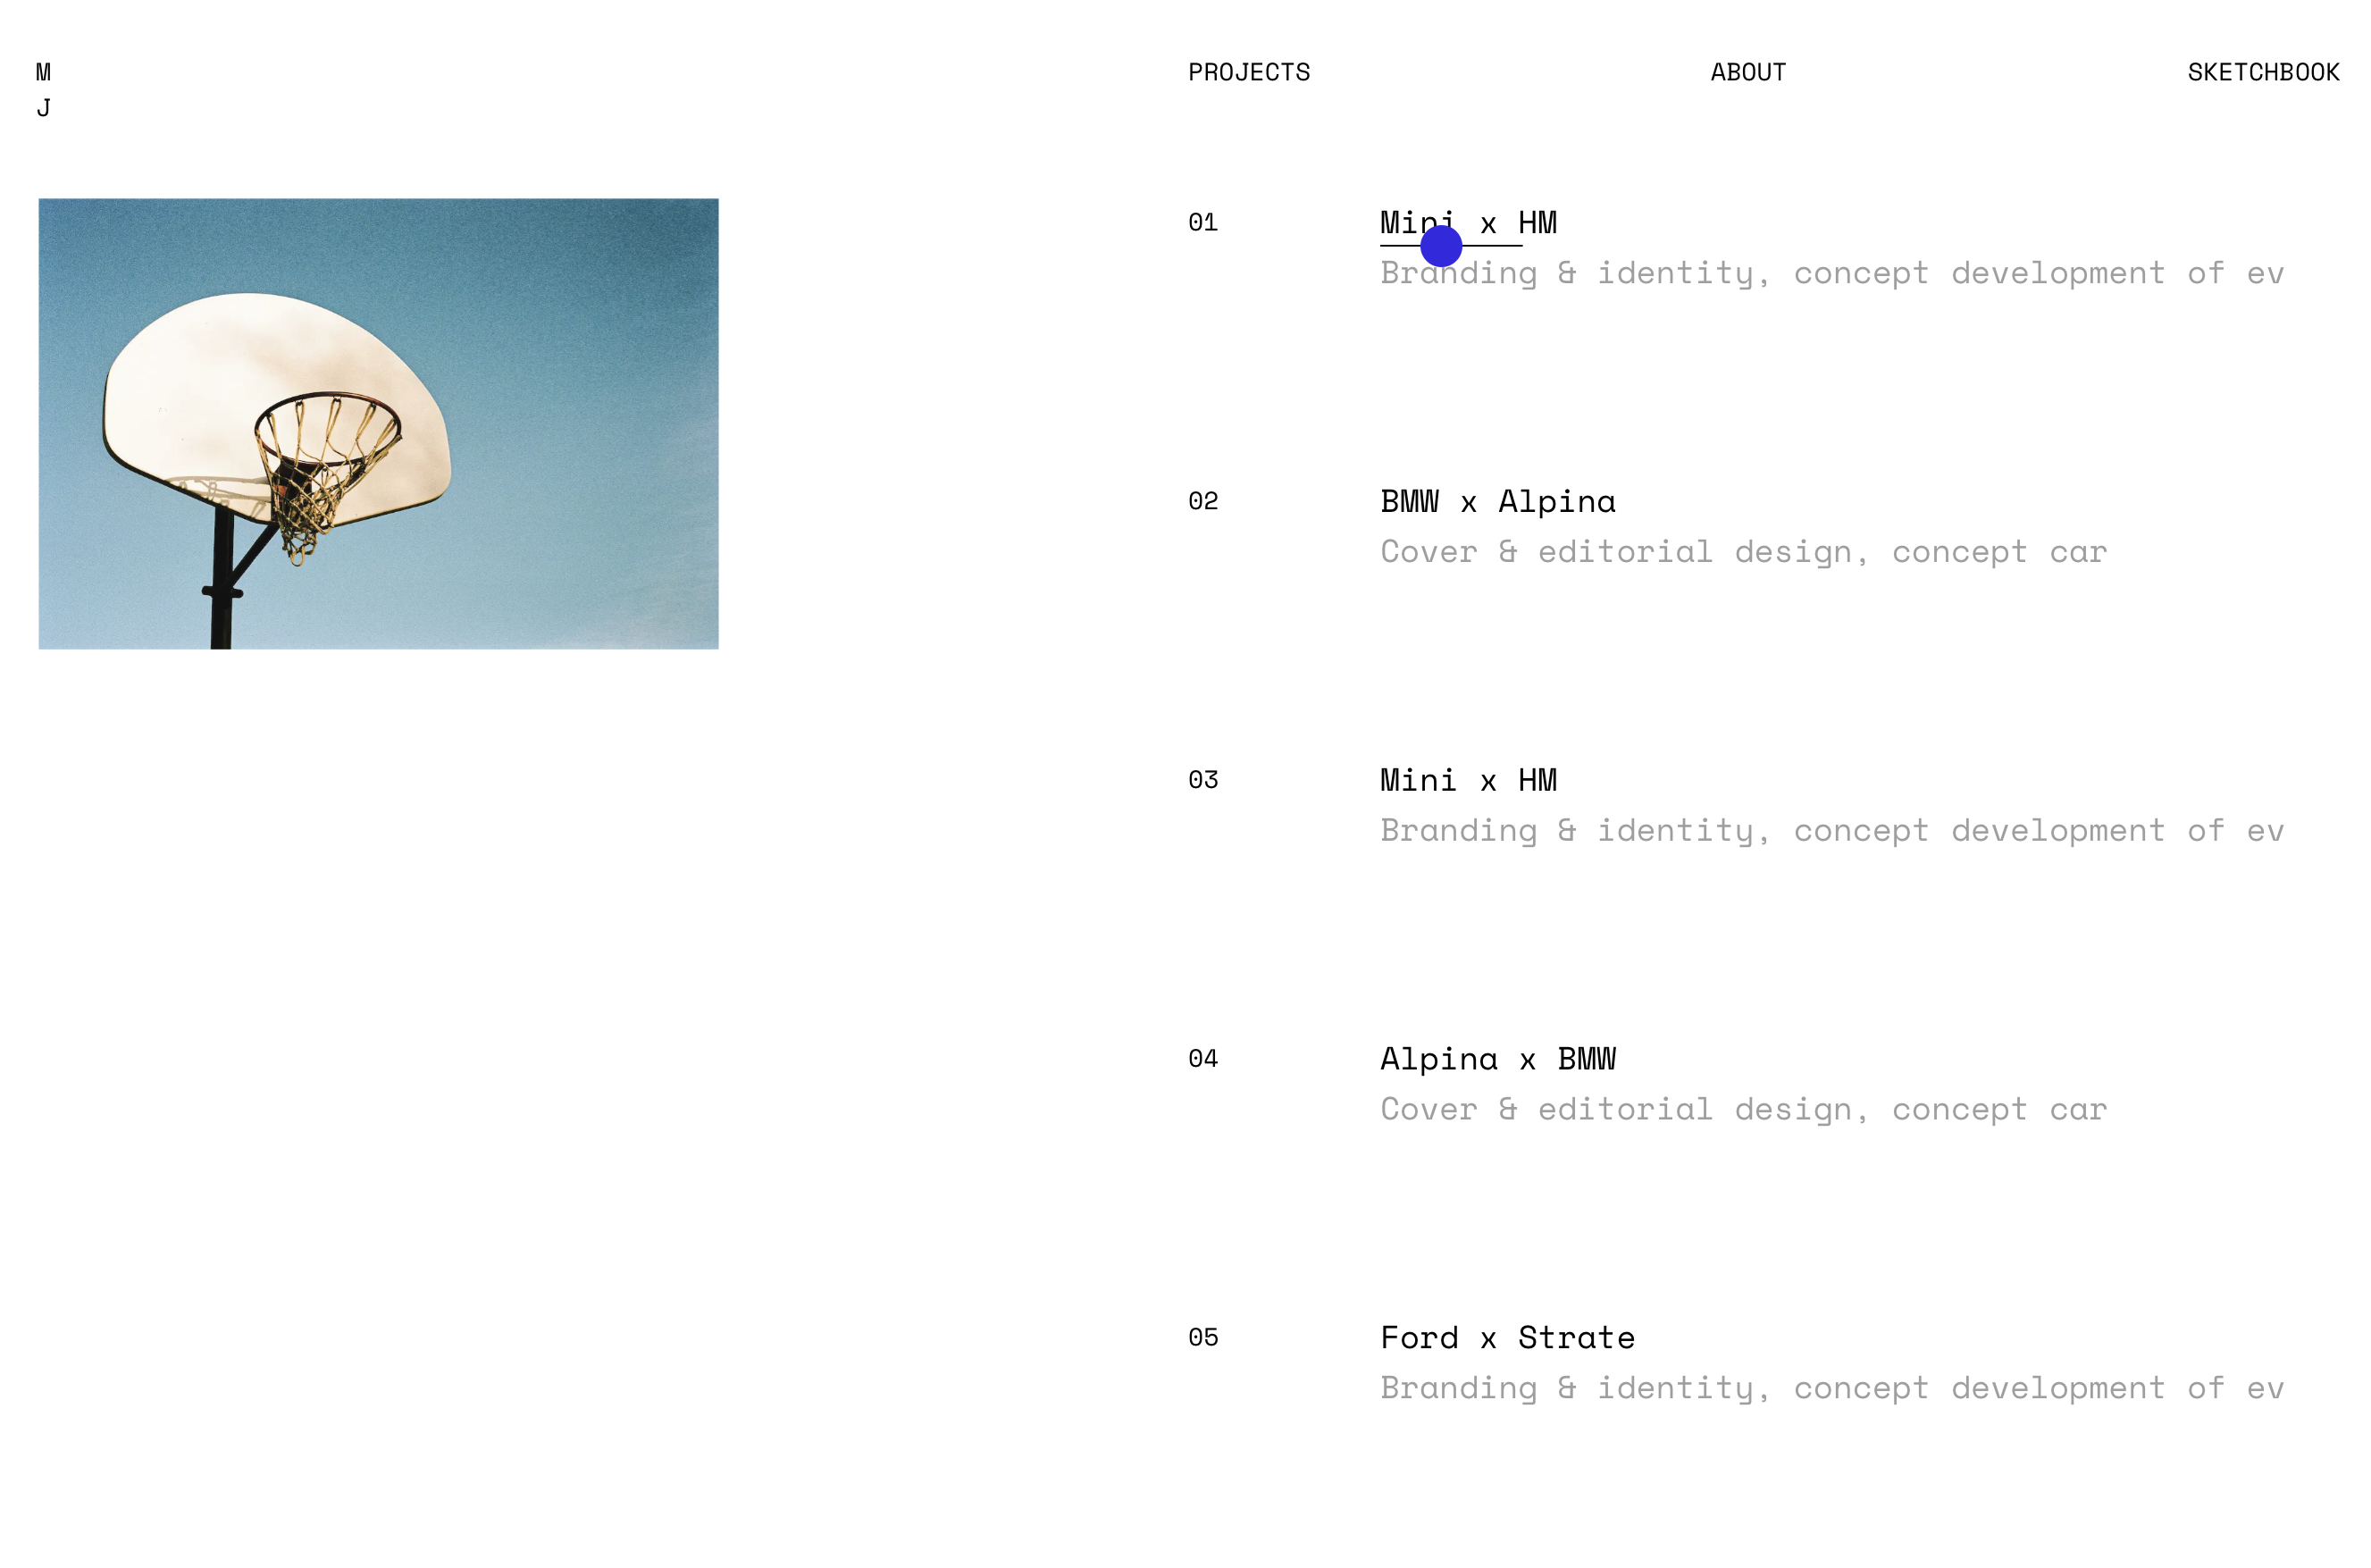 M
J
PROJECTS
ABOUT
SKETCHBOOK
01
Mini x HM
Branding & identity, concept development of ev
02
BMW x Alpina
Cover & editorial design, concept car
03
Mini x HM
Branding & identity, concept development of ev
04
Alpina x BMW
Cover & editorial design, concept car
05
Ford x Strate
Branding & identity, concept development of ev